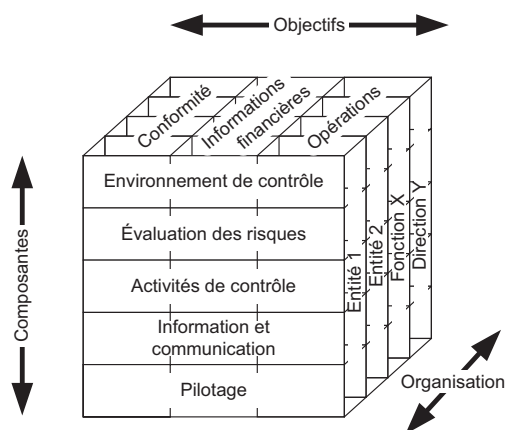 Objectifs
Conformité
Informations
financières
Opérations
Composantes
Environnement de contrôle
Évaluation des risques
Activités de contrôle
Information et
communication
Pilotage
Entité 1
Entité 2
Fonction X
Direction Y
Organisation